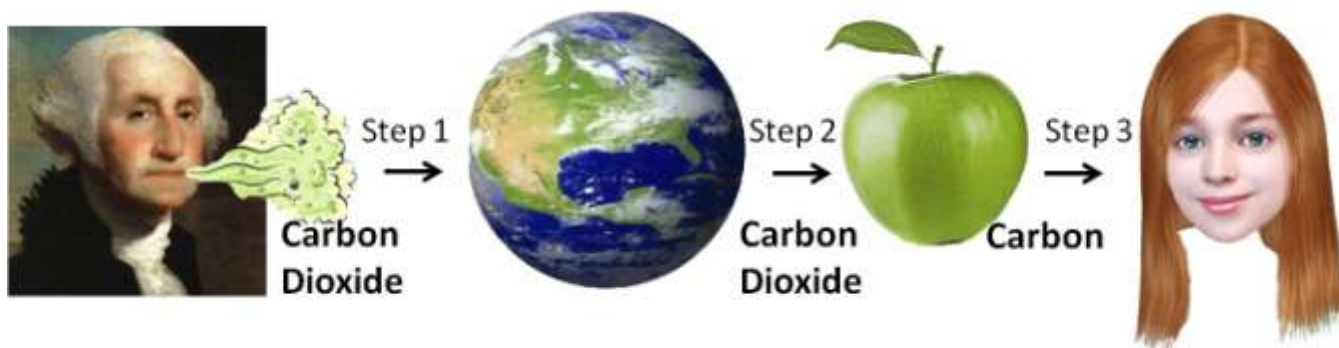 Step 1
Carbon
Dioxide
Step 2
Carbon
Dioxide
Step 3
Carbon